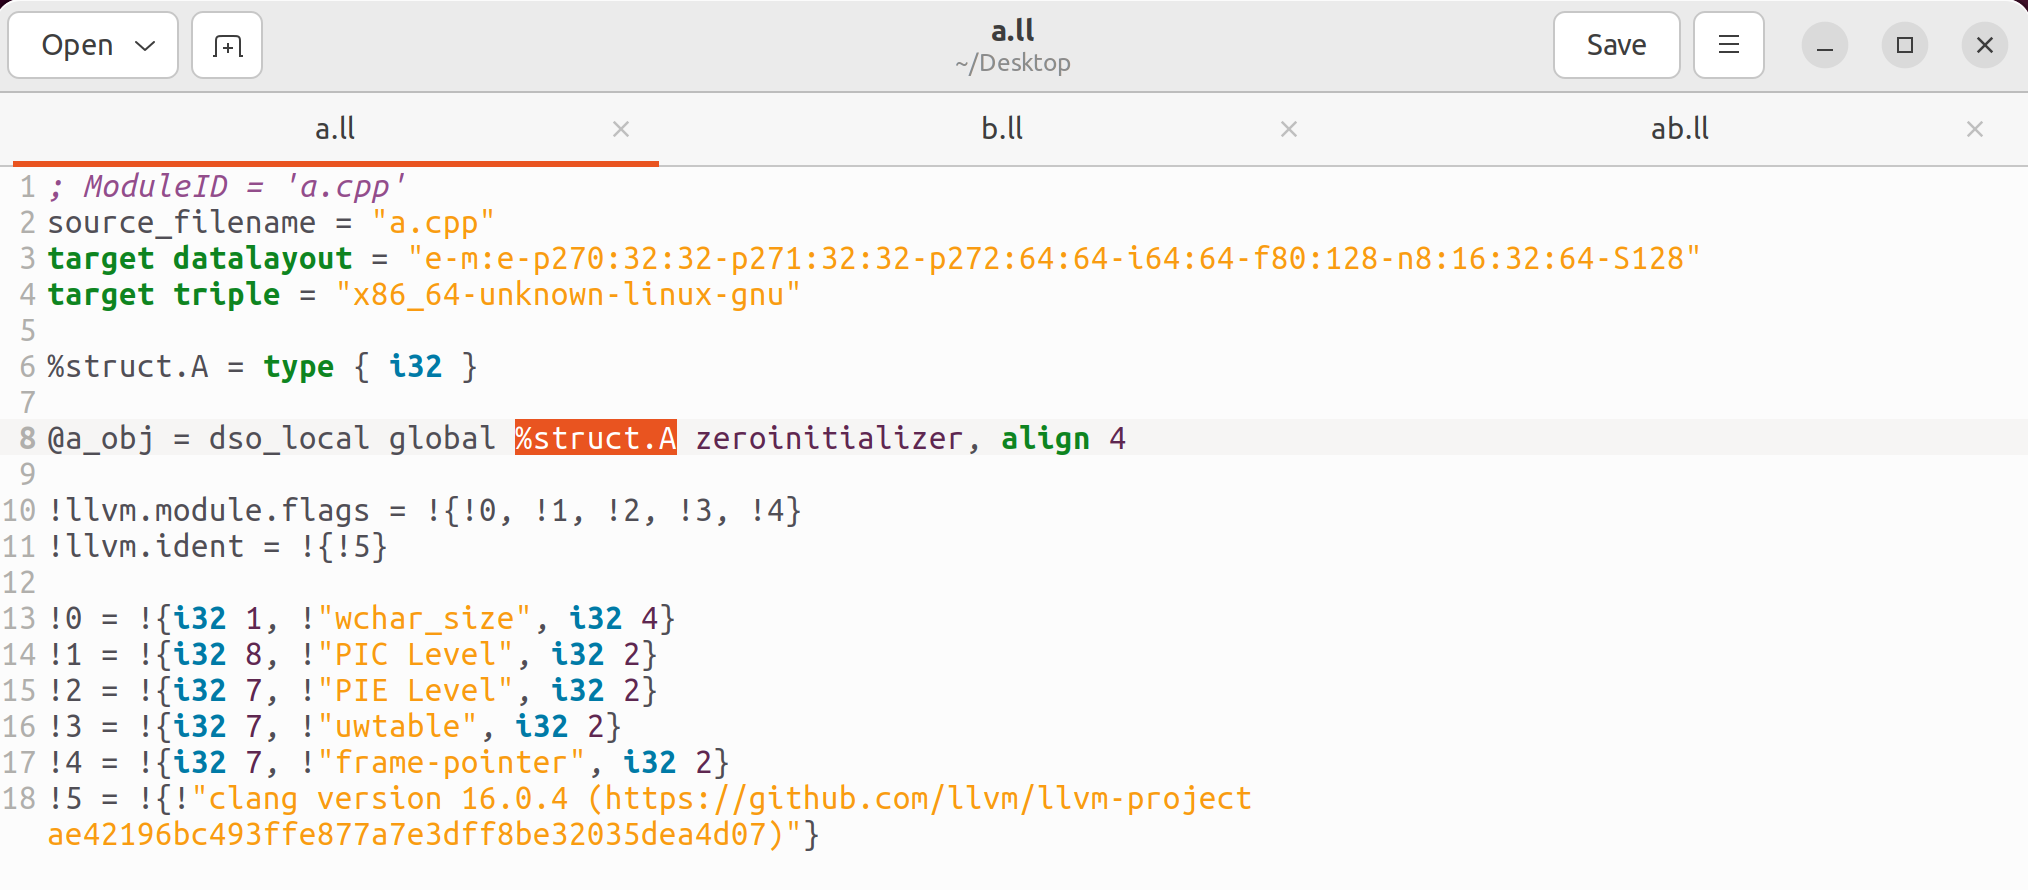 Open
a.ll
~/Desktop
Save
a.ll
b.ll
ab.ll
1 ; ModuleID = 'a.cpp'
2 source_filename = "a.cpp"
3 target datalayout = "e-m:e-p270:32:32-p271:32:32-p272:64:64-i64:64-f80:128-n8:16:32:64-S128"
4 target triple = "x86_64-unknown-linux-gnu"
5
6 %struct.A = type { i32 }
7
8 @a_obj = dso_local global %struct.A zeroinitializer, align 4
9
10 !llvm.module.flags = !{!0, !1, !2, !3, !4}
11 !llvm.ident = !{!5}
12
13 !0 = !{i32 1, !"wchar_size", i32 4}
14 !1 = !{i32 8, !"PIC Level", i32 2}
15 !2 = !{i32 7, !"PIE Level", i32 2}
16 !3 = !{i32 7, !"uwtable", i32 2}
17 !4 = !{i32 7, !"frame-pointer", i32 2}
18 !5 = !{!"clang version 16.0.4 (https://github.com/llvm/llvm-project
ae42196bc493ffe877a7e3dff8be32035dea4d07)"}